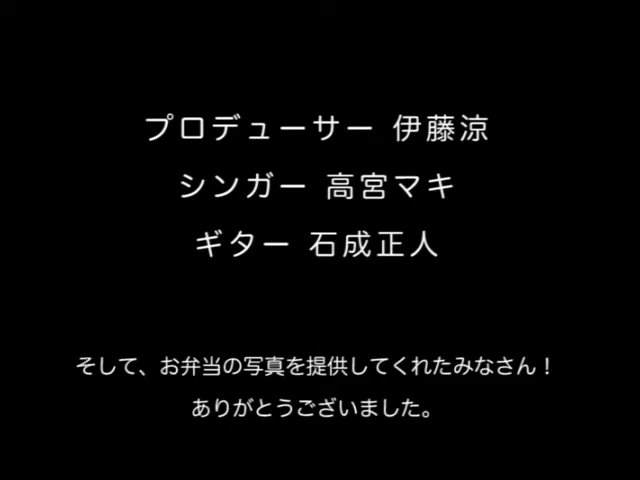 プロデューサー 伊藤涼
シンガー 高宮マキ
ギター 石成正人
そして、お弁当の写真を提供してくれたみなさん！
ありがとうございました。